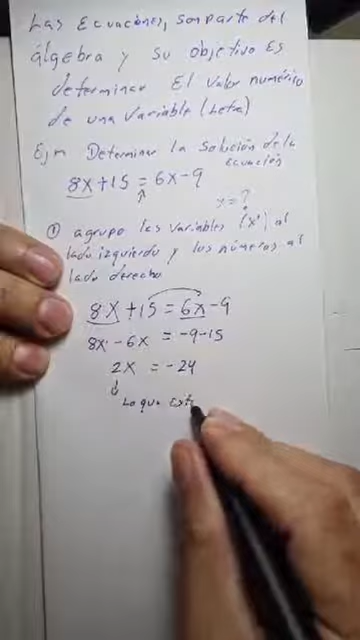 Las Ecuaciones, son parte del
álgebra y su objetivo Es
determinar El valor numérico
de una variable (Letra)
Ejm Determinar la solución de la
ecuación
8x + 15 = 6x - 9
x = ?
① agrupo las variables "x" al
lado izquierdo y los números al
lado derecho
8x + 15 = 6x - 9
8x - 6x = -9 - 15
2x = -24
Lo que Est